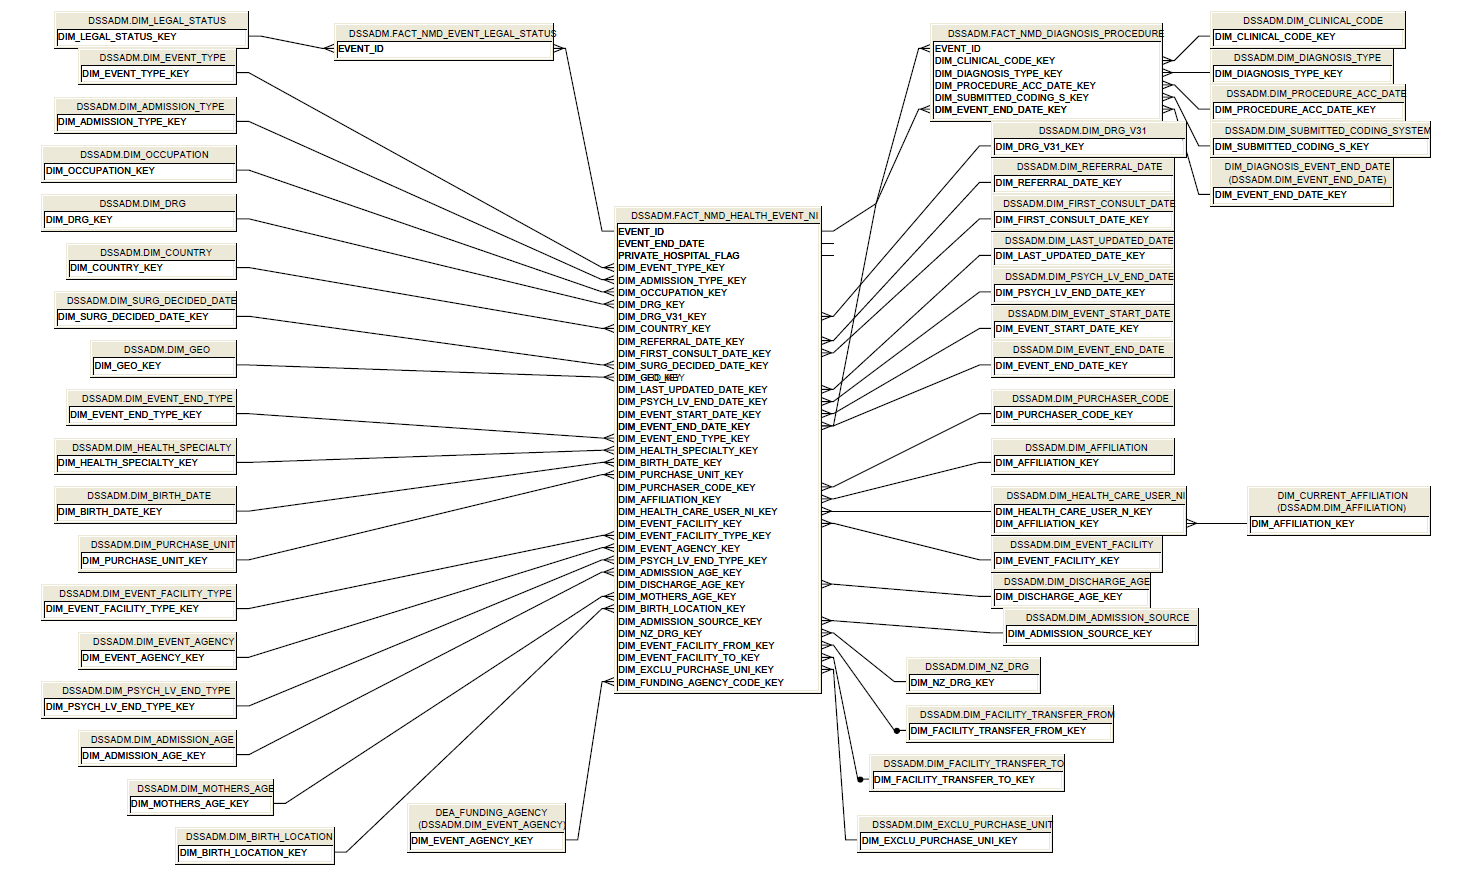 DSSADM.DIM_LEGAL_STATUS
DIM_LEGAL_STATUS_KEY
DSSADM.DIM_EVENT_TYPE
DIM_EVENT_TYPE_KEY
DSSADM.DIM_ADMISSION_TYPE
DIM_ADMISSION_TYPE_KEY
DSSADM.DIM_OCCUPATION
DIM_OCCUPATION_KEY
DSSADM.DIM_DRG
DIM_DRG_KEY
DSSADM.DIM_COUNTRY
DIM_COUNTRY_KEY
DSSADM.DIM_SURG_DECIDED_DATE
DIM_SURG_DECIDED_DATE_KEY
DSSADM.DIM_GEO
DIM_GEO_KEY
DSSADM.DIM_EVENT_END_TYPE
DIM_EVENT_END_TYPE_KEY
DSSADM.DIM_HEALTH_SPECIALTY
DIM_HEALTH_SPECIALTY_KEY
DSSADM.DIM_BIRTH_DATE
DIM_BIRTH_DATE_KEY
DSSADM.DIM_PURCHASE_UNIT
DIM_PURCHASE_UNIT_KEY
DSSADM.DIM_EVENT_FACILITY_TYPE
DIM_EVENT_FACILITY_TYPE_KEY
DSSADM.DIM_EVENT_AGENCY
DIM_EVENT_AGENCY_KEY
DSSADM.DIM_PSYCH_LV_END_TYPE
DIM_PSYCH_LV_END_TYPE_KEY
DSSADM.DIM_ADMISSION_AGE
DIM_ADMISSION_AGE_KEY
DSSADM.DIM_MOTHERS_AGE
DIM_MOTHERS_AGE_KEY
DSSADM.DIM_BIRTH_LOCATION
DIM_BIRTH_LOCATION_KEY
DSSADM.FACT_NMD_EVENT_LEGAL_STATUS
EVENT_ID
DEA_FUNDING_AGENCY
(DSSADM.DIM_EVENT_AGENCY)
DIM_EVENT_AGENCY_KEY
DSSADM.FACT_NMD_HEALTH_EVENT_NI
EVENT_ID
EVENT_END_DATE
PRIVATE_HOSPITAL_FLAG
DIM_EVENT_TYPE_KEY
DIM_ADMISSION_TYPE_KEY
DIM_OCCUPATION_KEY
DIM_DRG_KEY
DIM_DRG_V31_KEY
DIM_COUNTRY_KEY
DIM_REFERRAL_DATE_KEY
DIM_FIRST_CONSULT_DATE_KEY
DIM_SURG_DECIDED_DATE_KEY
DIM_LAST_UPDATED_DATE_KEY
DIM_PSYCH_LV_END_DATE_KEY
DIM_EVENT_START_DATE_KEY
DIM_EVENT_END_DATE_KEY
DIM_EVENT_END_TYPE_KEY
DIM_HEALTH_SPECIALTY_KEY
DIM_BIRTH_DATE_KEY
DIM_PURCHASE_UNIT_KEY
DIM_PURCHASER_CODE_KEY
DIM_AFFILIATION_KEY
DIM_HEALTH_CARE_USER_NI_KEY
DIM_EVENT_FACILITY_KEY
DIM_EVENT_FACILITY_TYPE_KEY
DIM_EVENT_AGENCY_KEY
DIM_PSYCH_LV_END_TYPE_KEY
DIM_ADMISSION_AGE_KEY
DIM_DISCHARGE_AGE_KEY
DIM_MOTHERS_AGE_KEY
DIM_BIRTH_LOCATION_KEY
DIM_ADMISSION_SOURCE_KEY
DIM_NZ_DRG_KEY
DIM_EVENT_FACILITY_FROM_KEY
DIM_EVENT_FACILITY_TO_KEY
DIM_EXCLU_PURCHASE_UNI_KEY
DIM_FUNDING_AGENCY_CODE_KEY
DSSADM.FACT_NMD_DIAGNOSIS_PROCEDURE
EVENT_ID
DIM_CLINICAL_CODE_KEY
DIM_DIAGNOSIS_TYPE_KEY
DIM_PROCEDURE_ACC_DATE_KEY
DIM_SUBMITTED_CODING_S_KEY
DIM_EVENT_END_DATE_KEY
DSSADM.DIM_DRG_V31
DIM_DRG_V31_KEY
DSSADM.DIM_REFERRAL_DATE
DIM_REFERRAL_DATE_KEY
DSSADM.DIM_FIRST_CONSULT_DATE
DIM_FIRST_CONSULT_DATE_KEY
DSSADM.DIM_LAST_UPDATED_DATE
DIM_LAST_UPDATED_DATE_KEY
DSSADM.DIM_PSYCH_LV_END_DATE
DIM_PSYCH_LV_END_DATE_KEY
DSSADM.DIM_EVENT_START_DATE
DIM_EVENT_START_DATE_KEY
DSSADM.DIM_EVENT_END_DATE
DIM_EVENT_END_DATE_KEY
DSSADM.DIM_PURCHASER_CODE
DIM_PURCHASER_CODE_KEY
DSSADM.DIM_AFFILIATION
DIM_AFFILIATION_KEY
DSSADM.DIM_HEALTH_CARE_USER_NI
DIM_HEALTH_CARE_USER_N_KEY
DIM_AFFILIATION_KEY
DSSADM.DIM_EVENT_FACILITY
DIM_EVENT_FACILITY_KEY
DSSADM.DIM_DISCHARGE_AGE
DIM_DISCHARGE_AGE_KEY
DSSADM.DIM_ADMISSION_SOURCE
DIM_ADMISSION_SOURCE_KEY
DSSADM.DIM_NZ_DRG
DIM_NZ_DRG_KEY
DSSADM.DIM_FACILITY_TRANSFER_FROM
DIM_FACILITY_TRANSFER_FROM_KEY
DSSADM.DIM_FACILITY_TRANSFER_TO
DIM_FACILITY_TRANSFER_TO_KEY
DSSADM.DIM_EXCLU_PURCHASE_UNIT
DIM_EXCLU_PURCHASE_UNI_KEY
DSSADM.DIM_CLINICAL_CODE
DIM_CLINICAL_CODE_KEY
DSSADM.DIM_DIAGNOSIS_TYPE
DIM_DIAGNOSIS_TYPE_KEY
DSSADM.DIM_PROCEDURE_ACC_DATE
DIM_PROCEDURE_ACC_DATE_KEY
DSSADM.DIM_SUBMITTED_CODING_SYSTEM
DIM_SUBMITTED_CODING_S_KEY
DIM_DIAGNOSIS_EVENT_END_DATE
(DSSADM.DIM_EVENT_END_DATE)
DIM_EVENT_END_DATE_KEY
DIM_CURRENT_AFFILIATION
(DSSADM.DIM_AFFILIATION)
DIM_AFFILIATION_KEY